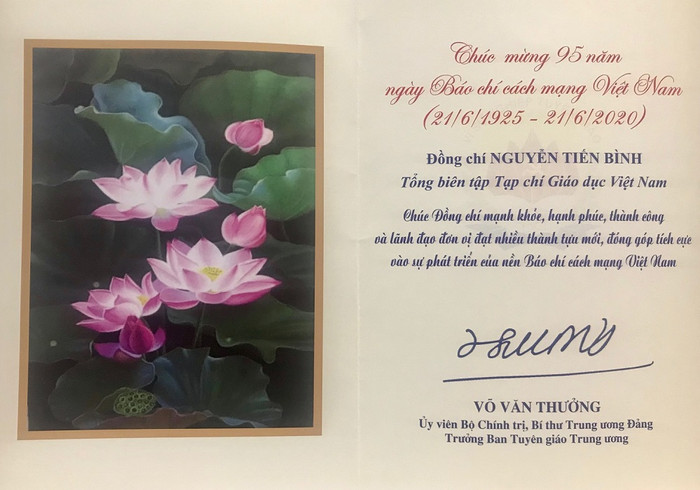 Chúc mừng 95 năm
ngày Báo chí cách mạng Việt Nam
(21/6/1925 - 21/6/2020)
Đồng chí NGUYỄN TIẾN BÌNH
Tổng biên tập Tạp chí Giáo dục Việt Nam
Chúc Đồng chí mạnh khỏe, hạnh phúc, thành công
và lãnh đạo đơn vị đạt nhiều thành tựu mới, đóng góp tích cực
vào sự phát triển của nền Báo chí cách mạng Việt Nam
VÕ VĂN THƯỞNG
Ủy viên Bộ Chính trị, Bí thư Trung ương Đảng
Trưởng Ban Tuyên giáo Trung ương